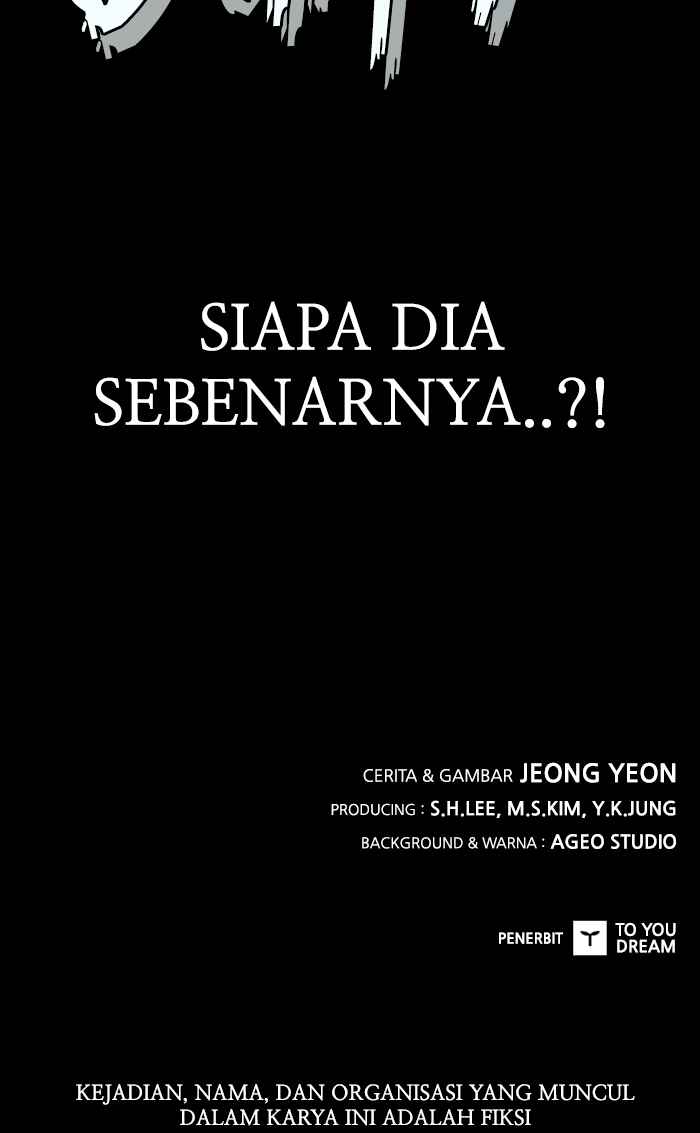 SIAPA DIA
SEBENARNYA..?!
CERITA & GAMBAR JEONG YEON
PRODUCING : S.H.LEE, M.S.KIM, Y.K.JUNG
BACKGROUND & WARNA : AGEO STUDIO
PENERBIT TO YOU
DREAM
KEJADIAN, NAMA, DAN ORGANISASI YANG MUNCUL
DALAM KARYA INI ADALAH FIKSI